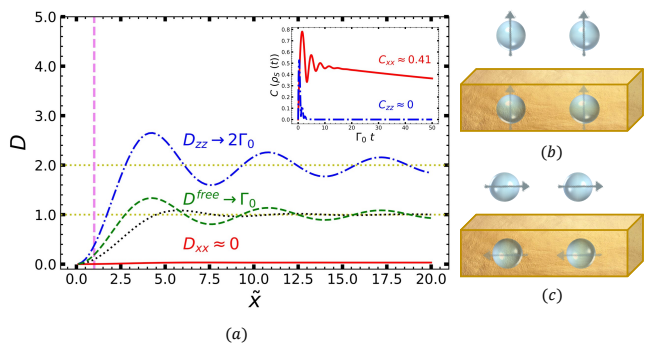 5.0
4.0
3.0
2.0
1.0
0.0
D
0.0
2.5
5.0
7.5
10.0
12.5
15.0
17.5
20.0
x̃
D_zz → 2Γ_0
D^free → Γ_0
D_xx ≈ 0
0.8
0.7
0.6
0.5
0.4
0.3
0.2
0.1
0.0
C (ρ_S (t))
C_xx ≈ 0.41
C_zz ≈ 0
0
10
20
30
40
50
Γ_0 t
(a)
(b)
(c)